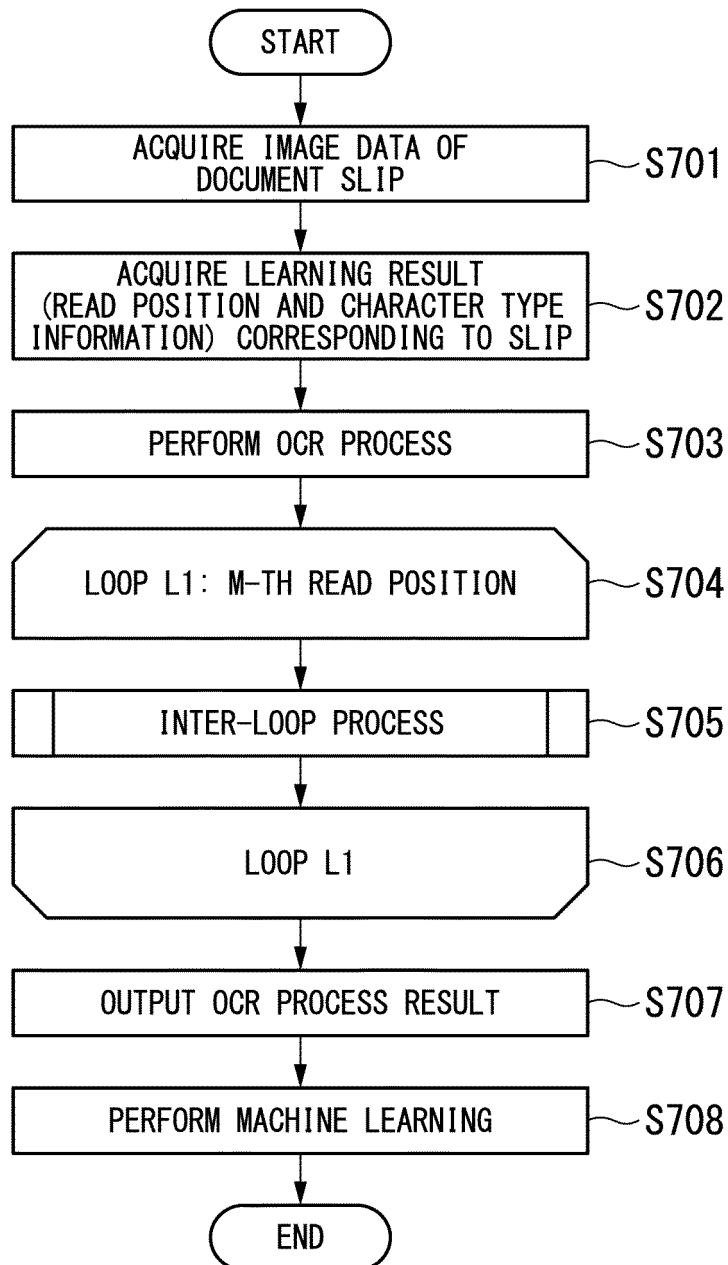 START
ACQUIRE IMAGE DATA OF
DOCUMENT SLIP
S701
ACQUIRE LEARNING RESULT
(READ POSITION AND CHARACTER TYPE
INFORMATION) CORRESPONDING TO SLIP
S702
PERFORM OCR PROCESS
S703
LOOP L1: M-TH READ POSITION
S704
INTER-LOOP PROCESS
S705
LOOP L1
S706
OUTPUT OCR PROCESS RESULT
S707
PERFORM MACHINE LEARNING
S708
END